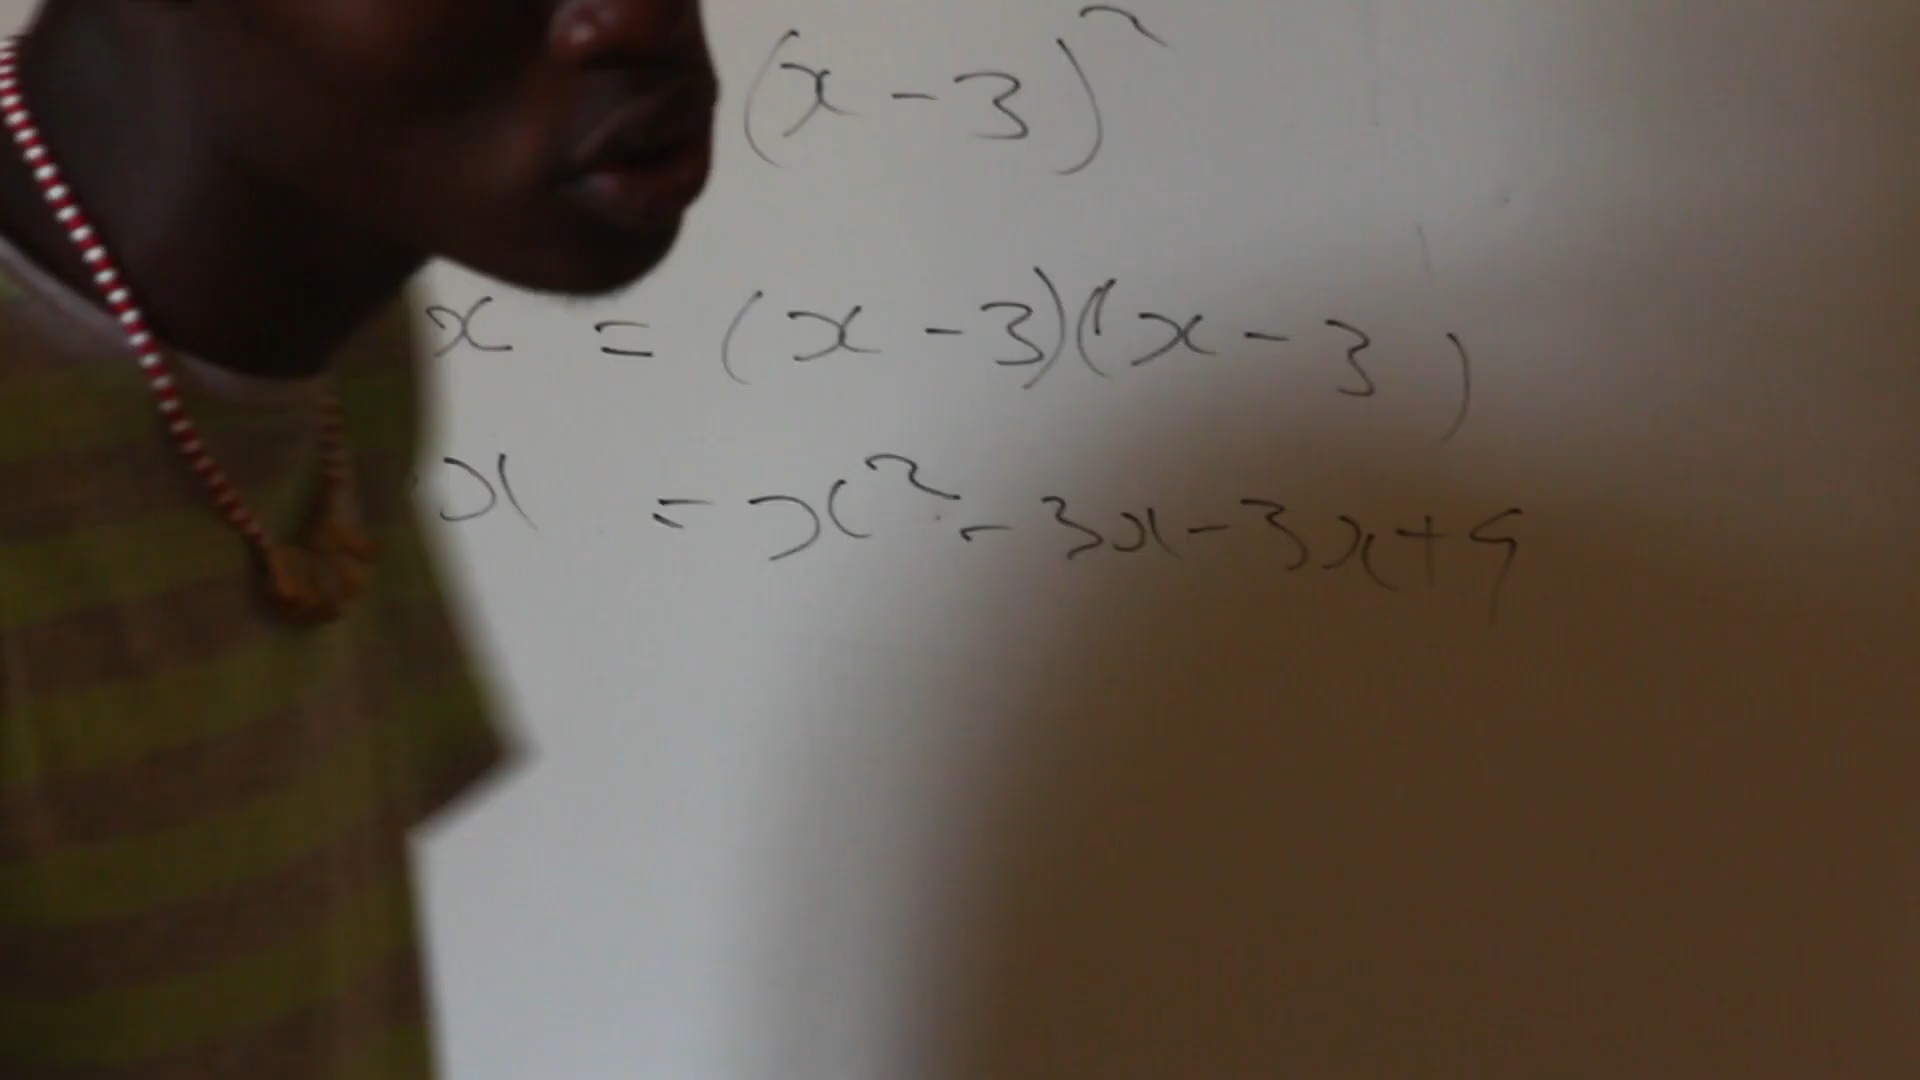 (x - 3)²
x = (x - 3)(x - 3)
x = x² - 3x - 3x + 9